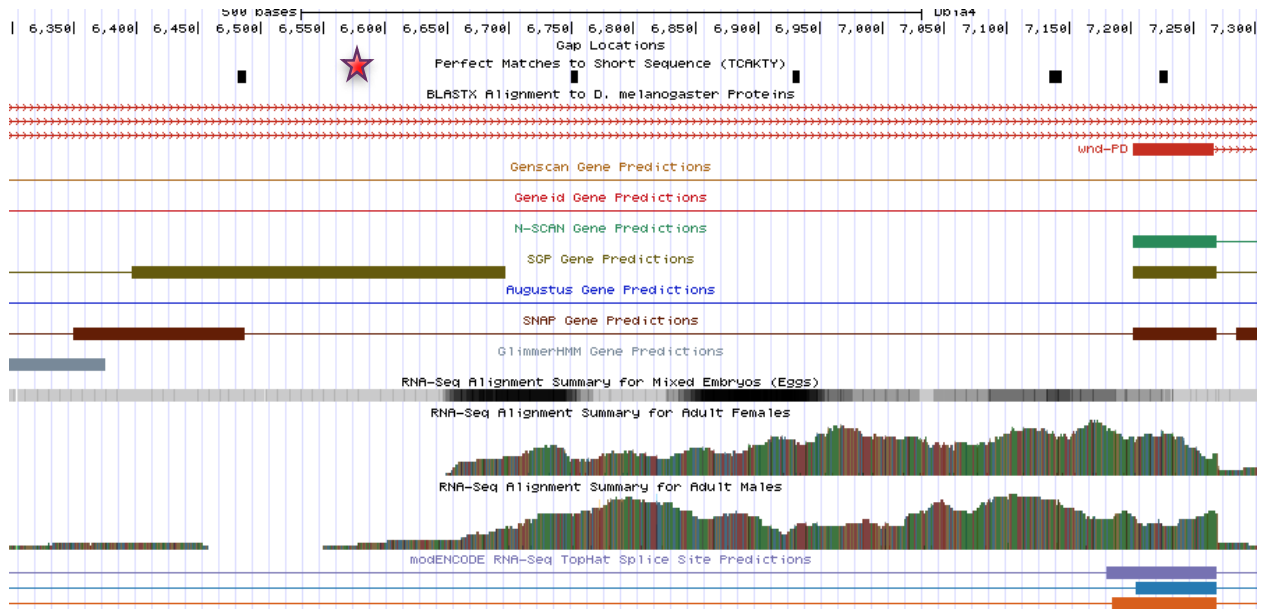 500 bases Dbia4
| 6,350| 6,400| 6,450| 6,500| 6,550| 6,600| 6,650| 6,700| 6,750| 6,800| 6,850| 6,900| 6,950| 7,000| 7,050| 7,100| 7,150| 7,200| 7,250| 7,300|
Gap Locations
Perfect Matches to Short Sequence (TCAKTY)
BLASTX Alignment to D. melanogaster Proteins
wnd-PD
Genscan Gene Predictions
Geneid Gene Predictions
N-SCAN Gene Predictions
SGP Gene Predictions
Augustus Gene Predictions
SNAP Gene Predictions
GlimmerHMM Gene Predictions
RNA-Seq Alignment Summary for Mixed Embryos (Eggs)
RNA-Seq Alignment Summary for Adult Females
RNA-Seq Alignment Summary for Adult Males
modENCODE RNA-Seq TopHat Splice Site Predictions